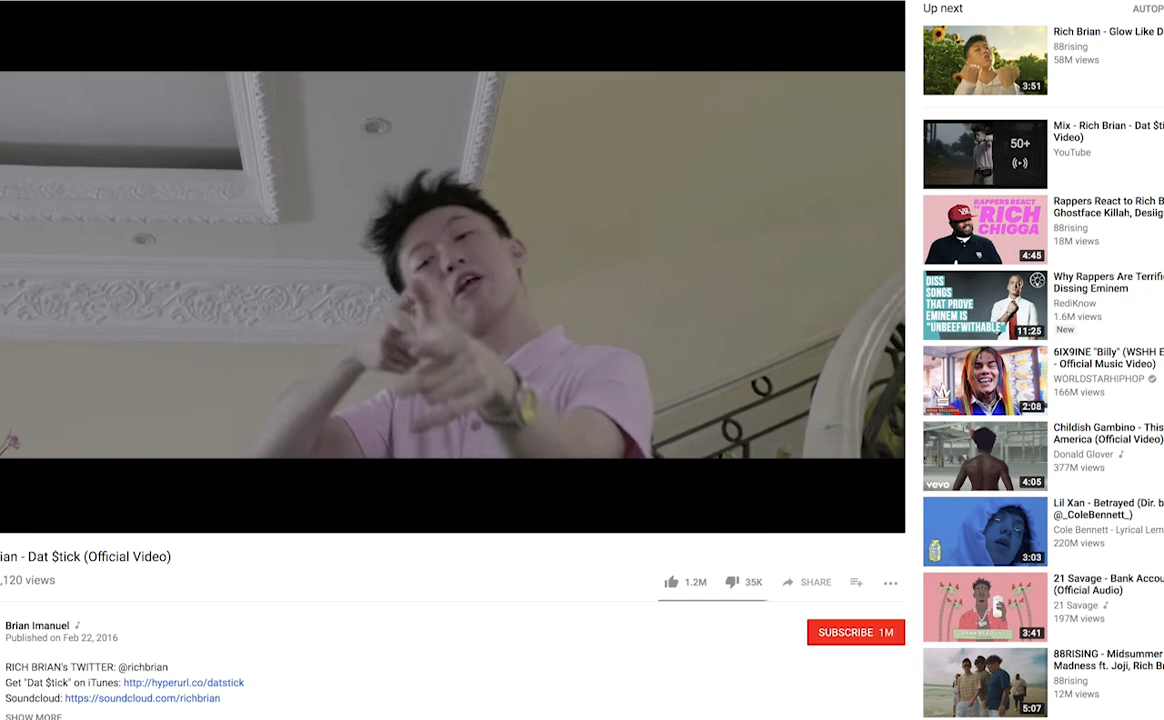 Up next
AUTOP
Rich Brian - Glow Like D
88rising
58M views
3:51
Mix - Rich Brian - Dat $ti
Video)
YouTube
50+
Rappers React to Rich B
Ghostface Killah, Desiig
88rising
18M views
RAPPERS REACT
TO RICH
CHIGGA
4:45
Why Rappers Are Terrifi
Dissing Eminem
RediKnow
1.6M views
New
DISS
SONGS
THAT PROVE
EMINEM IS
"UNBEEFWITHABLE"
11:25
6IX9INE "Billy" (WSHH E
- Official Music Video)
WORLDSTARHIPHOP
166M views
2:08
Childish Gambino - This
America (Official Video)
Donald Glover
377M views
vevo
4:05
Lil Xan - Betrayed (Dir. b
@_ColeBennett_)
Cole Bennett - Lyrical Lem
220M views
3:03
21 Savage - Bank Accou
(Official Audio)
21 Savage
197M views
BANK ACCOUNT
3:41
88RISING - Midsummer
Madness ft. Joji, Rich Br
88rising
12M views
5:07
ian - Dat $tick (Official Video)
,120 views
1.2M
35K
SHARE
Brian Imanuel
Published on Feb 22, 2016
SUBSCRIBE 1M
RICH BRIAN's TWITTER: @richbrian
Get "Dat $tick" on iTunes: http://hyperurl.co/datstick
Soundcloud: https://soundcloud.com/richbrian
SHOW MORE